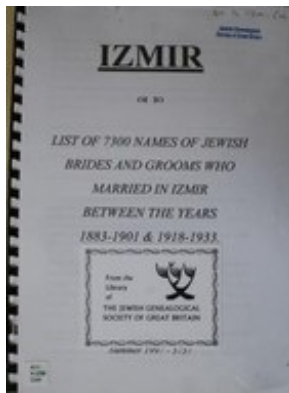 IZMIR
LIST OF 7300 NAMES OF JEWISH
BRIDES AND GROOMS WHO
MARRIED IN IZMIR
BETWEEN THE YEARS
1883-1901 & 1918-1933.
From the
Library
of
THE JEWISH GENEALOGICAL
SOCIETY OF GREAT BRITAIN